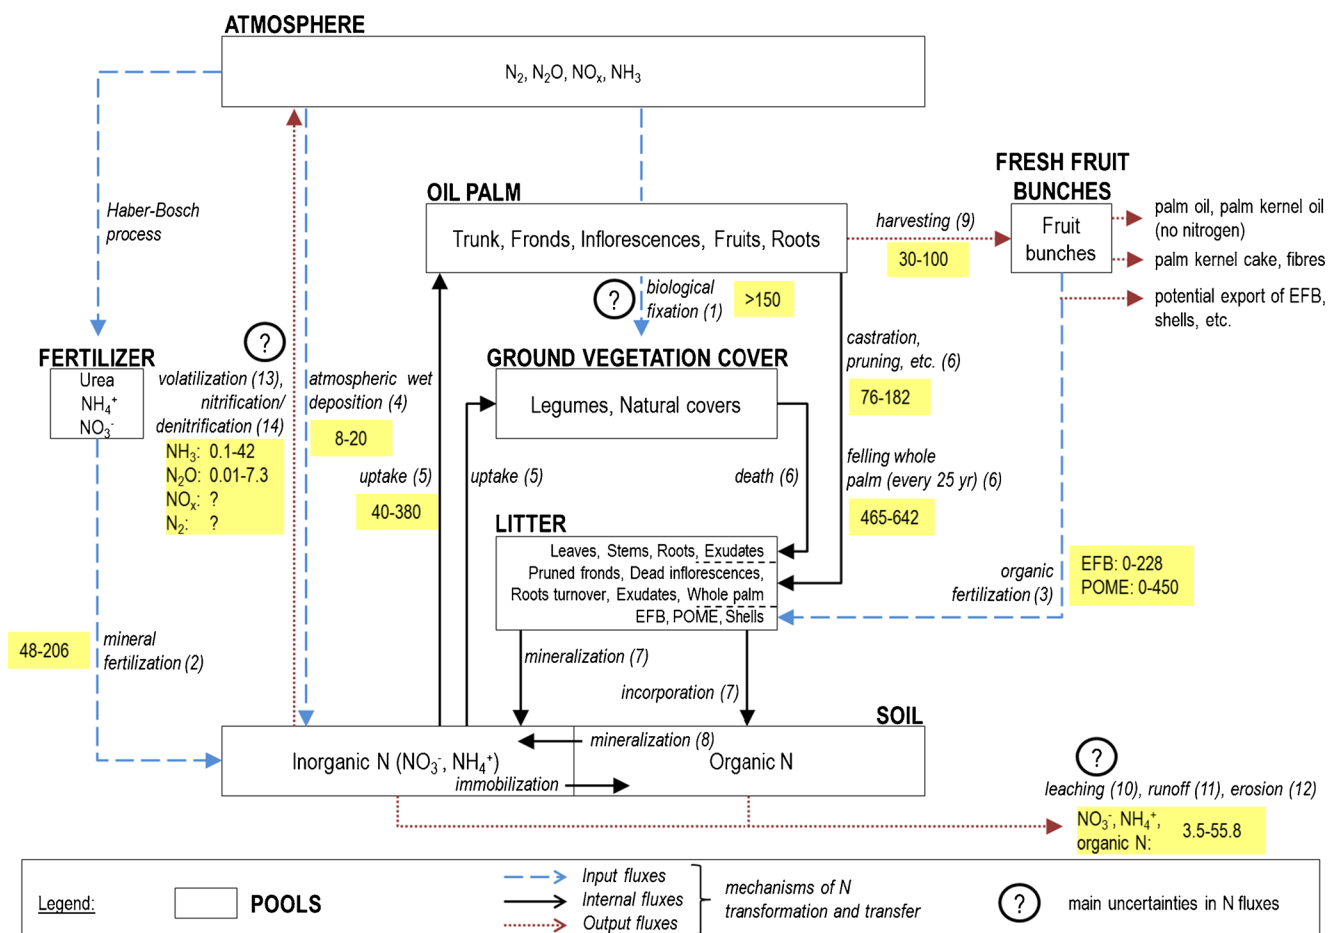 ATMOSPHERE
N₂, N₂O, NOₓ, NH₃
Haber-Bosch
process
OIL PALM
Trunk, Fronds, Inflorescences, Fruits, Roots
harvesting (9)
30-100
FRESH FRUIT
BUNCHES
Fruit
bunches
palm oil, palm kernel oil
(no nitrogen)
palm kernel cake, fibres
potential export of EFB,
shells, etc.
?
biological
fixation (1)
>150
FERTILIZER
Urea
NH₄⁺
NO₃⁻
?
volatilization (13),
nitrification/
denitrification (14)
NH₃: 0.1-42
N₂O: 0.01-7.3
NOₓ: ?
N₂: ?
atmospheric wet
deposition (4)
8-20
GROUND VEGETATION COVER
Legumes, Natural covers
castration,
pruning, etc. (6)
76-182
uptake (5)
40-380
uptake (5)
death (6)
felling whole
palm (every 25 yr) (6)
465-642
LITTER
Leaves, Stems, Roots, Exudates
Pruned fronds, Dead inflorescences,
Roots turnover, Exudates, Whole palm
EFB, POME, Shells
organic
fertilization (3)
EFB: 0-228
POME: 0-450
48-206
mineral
fertilization (2)
mineralization (7)
incorporation (7)
SOIL
Inorganic N (NO₃⁻, NH₄⁺)
mineralization (8)
immobilization
Organic N
?
leaching (10), runoff (11), erosion (12)
NO₃⁻, NH₄⁺,
organic N:
3.5-55.8
Legend:
POOLS
Input fluxes
Internal fluxes
Output fluxes
mechanisms of N
transformation and transfer
?
main uncertainties in N fluxes